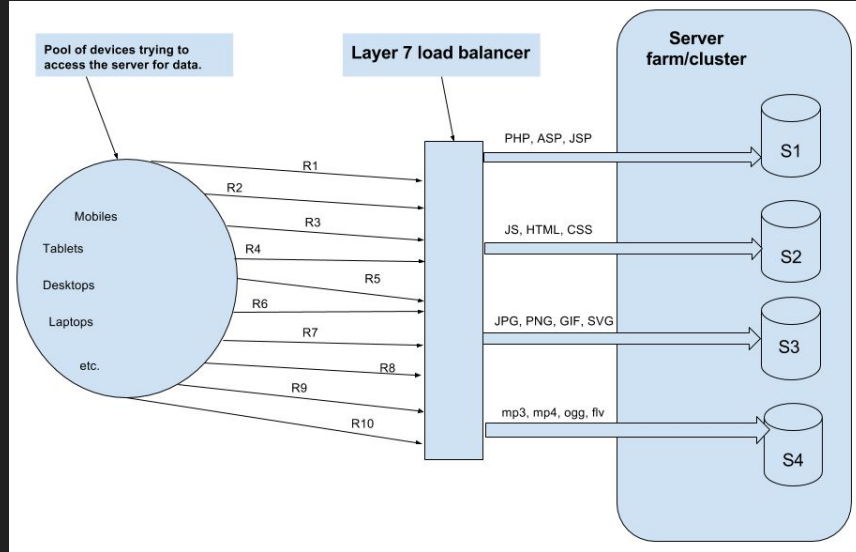 Pool of devices trying to
access the server for data.
Layer 7 load balancer
Server
farm/cluster
Mobiles
Tablets
Desktops
Laptops
etc.
R1
R2
R3
R4
R5
R6
R7
R8
R9
R10
PHP, ASP, JSP
JS, HTML, CSS
JPG, PNG, GIF, SVG
mp3, mp4, ogg, flv
S1
S2
S3
S4